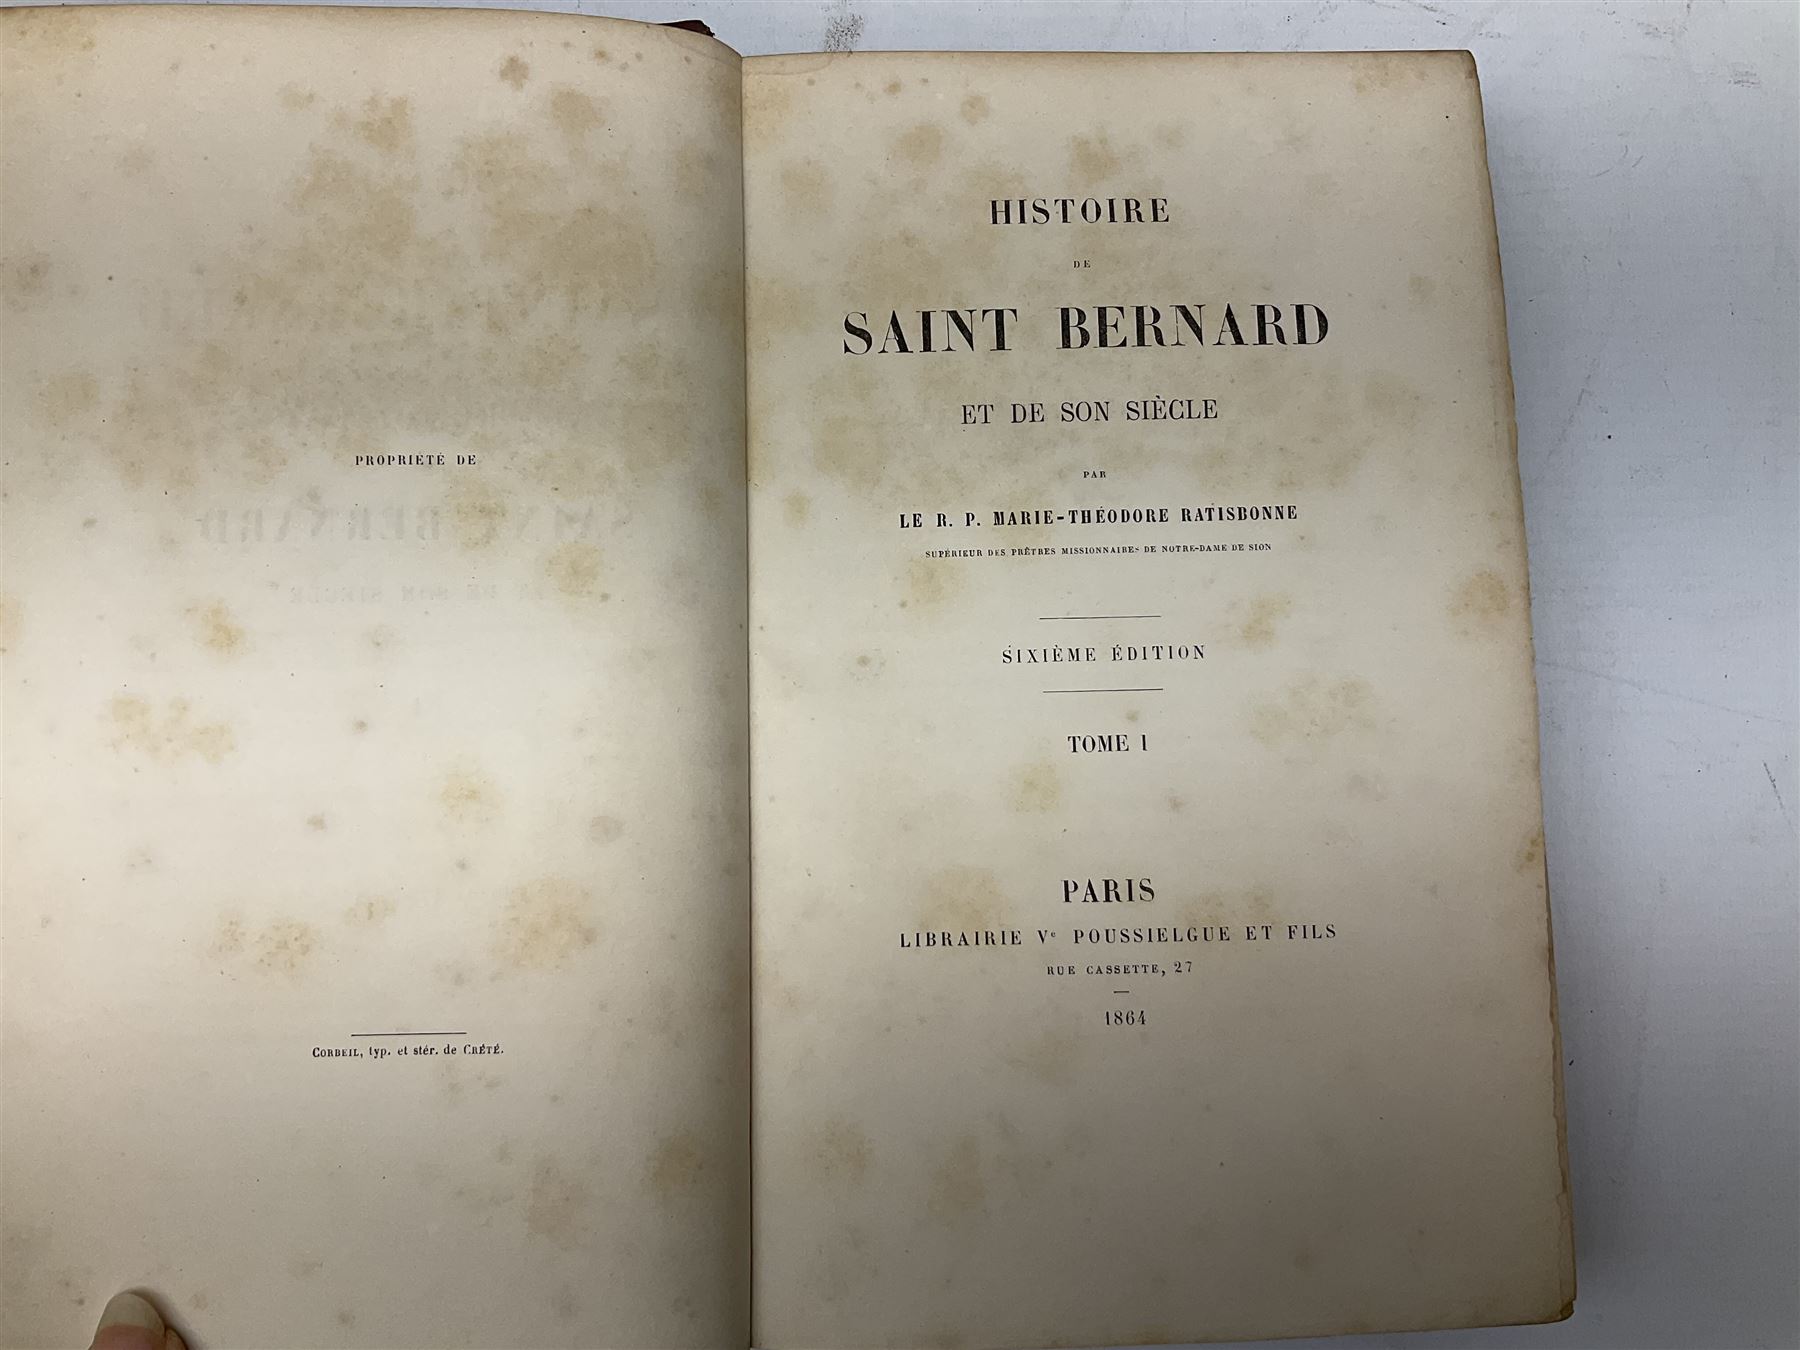 PROPRIÉTÉ DE
CORBEIL, typ. et stér. de CRÉTÉ.
HISTOIRE
DE
SAINT BERNARD
ET DE SON SIÈCLE
PAR
LE R. P. MARIE-THÉODORE RATISBONNE
SUPÉRIEUR DES PRÊTRES MISSIONNAIRES DE NOTRE-DAME DE SION
SIXIÈME ÉDITION
TOME I
PARIS
LIBRAIRIE Ve POUSSIELGUE ET FILS
RUE CASSETTE, 27
1864